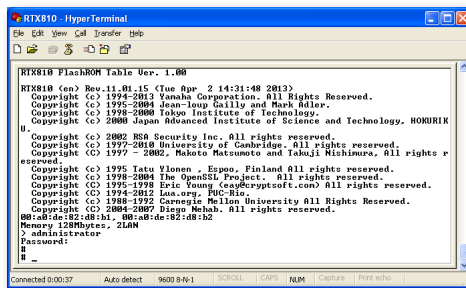 RTX810 - HyperTerminal
File Edit View Call Transfer Help
RTX810 FlashROM Table Ver. 1.00
RTX810 (en) Rev.11.01.15 (Tue Apr  2 14:31:48 2013)
Copyright (c) 1994-2013 Yamaha Corporation. All Rights Reserved.
Copyright (c) 1995-2004 Jean-loup Gailly and Mark Adler.
Copyright (c) 1998-2000 Tokyo Institute of Technology.
Copyright (c) 2000 Japan Advanced Institute of Science and Technology, HOKURIK
U.
Copyright (c) 2002 RSA Security Inc. All rights reserved.
Copyright (c) 1997-2010 University of Cambridge. All rights reserved.
Copyright (C) 1997 - 2002, Makoto Matsumoto and Takuji Nishimura, All rights r
eserved.
Copyright (c) 1995 Tatu Ylonen , Espoo, Finland All rights reserved.
Copyright (c) 1998-2004 The OpenSSL Project.  All rights reserved.
Copyright (C) 1995-1998 Eric Young (eay@cryptsoft.com) All rights reserved.
Copyright (C) 1994-2012 Lua.org, PUC-Rio.
Copyright (c) 1988-1992 Carnegie Mellon University All Rights Reserved.
Copyright (C) 2004-2007 Diego Nehab. All rights reserved.
00:a0:de:82:d8:b1, 00:a0:de:82:d8:b2
Memory 128Mbytes, 2LAN
> administrator
Password:
#
# _
Connected 0:00:37 Auto detect 9600 8-N-1 SCROLL CAPS NUM Capture Print echo